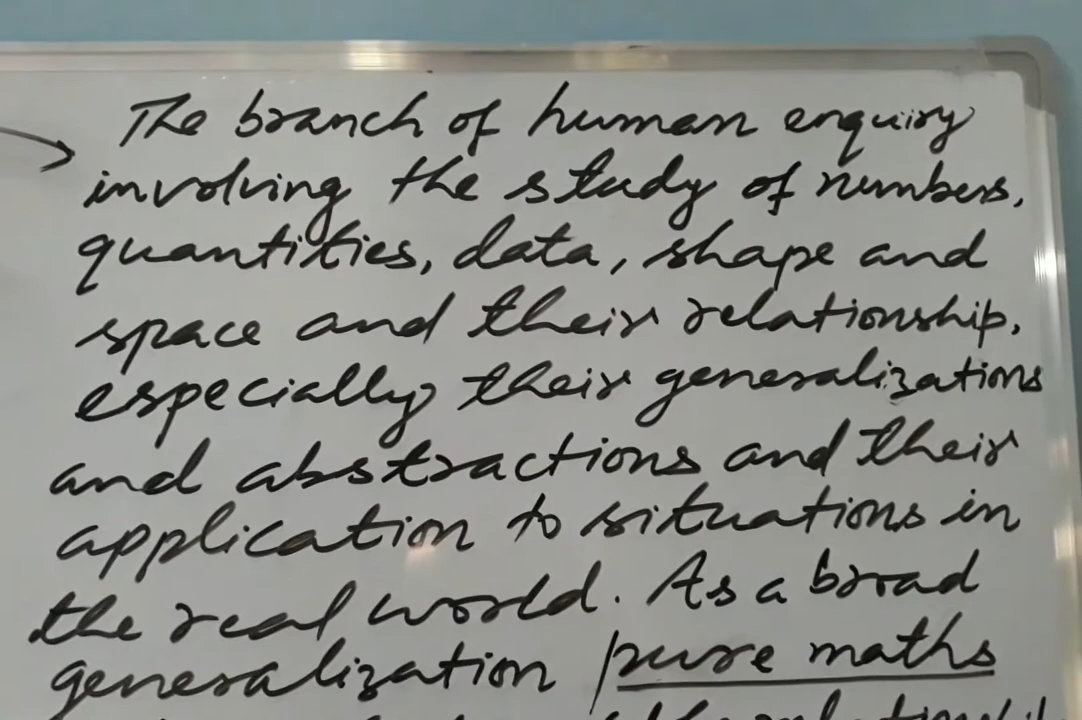 The branch of human enquiry
involving the study of numbers,
quantities, data, shape and
space and their relationship,
especially their generalizations
and abstractions and their
application to situations in
the real world. As a broad
generalization pure maths